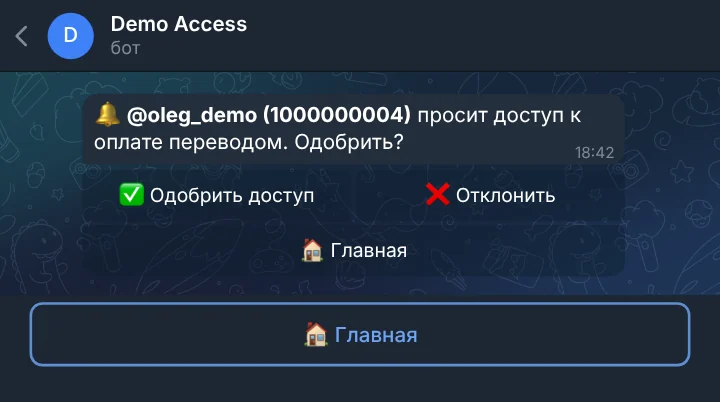 D
Demo Access
бот
🔔 @oleg_demo (1000000004) просит доступ к
оплате переводом. Одобрить?
18:42
✅ Одобрить доступ
❌ Отклонить
🏠 Главная
🏠 Главная